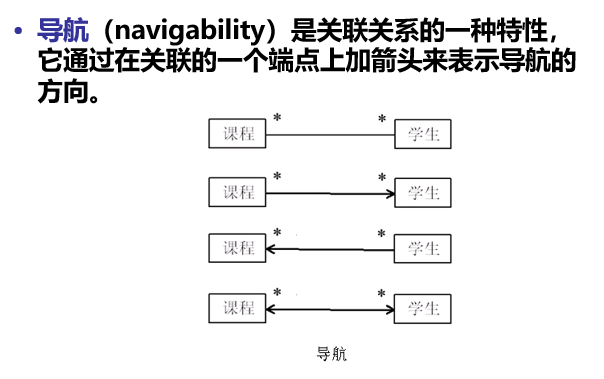 • 导航（navigability）是关联关系的一种特性，
它通过在关联的一个端点上加箭头来表示导航的
方向。
课程 * * 学生
课程 * * 学生
课程 * * 学生
课程 * * 学生
导航